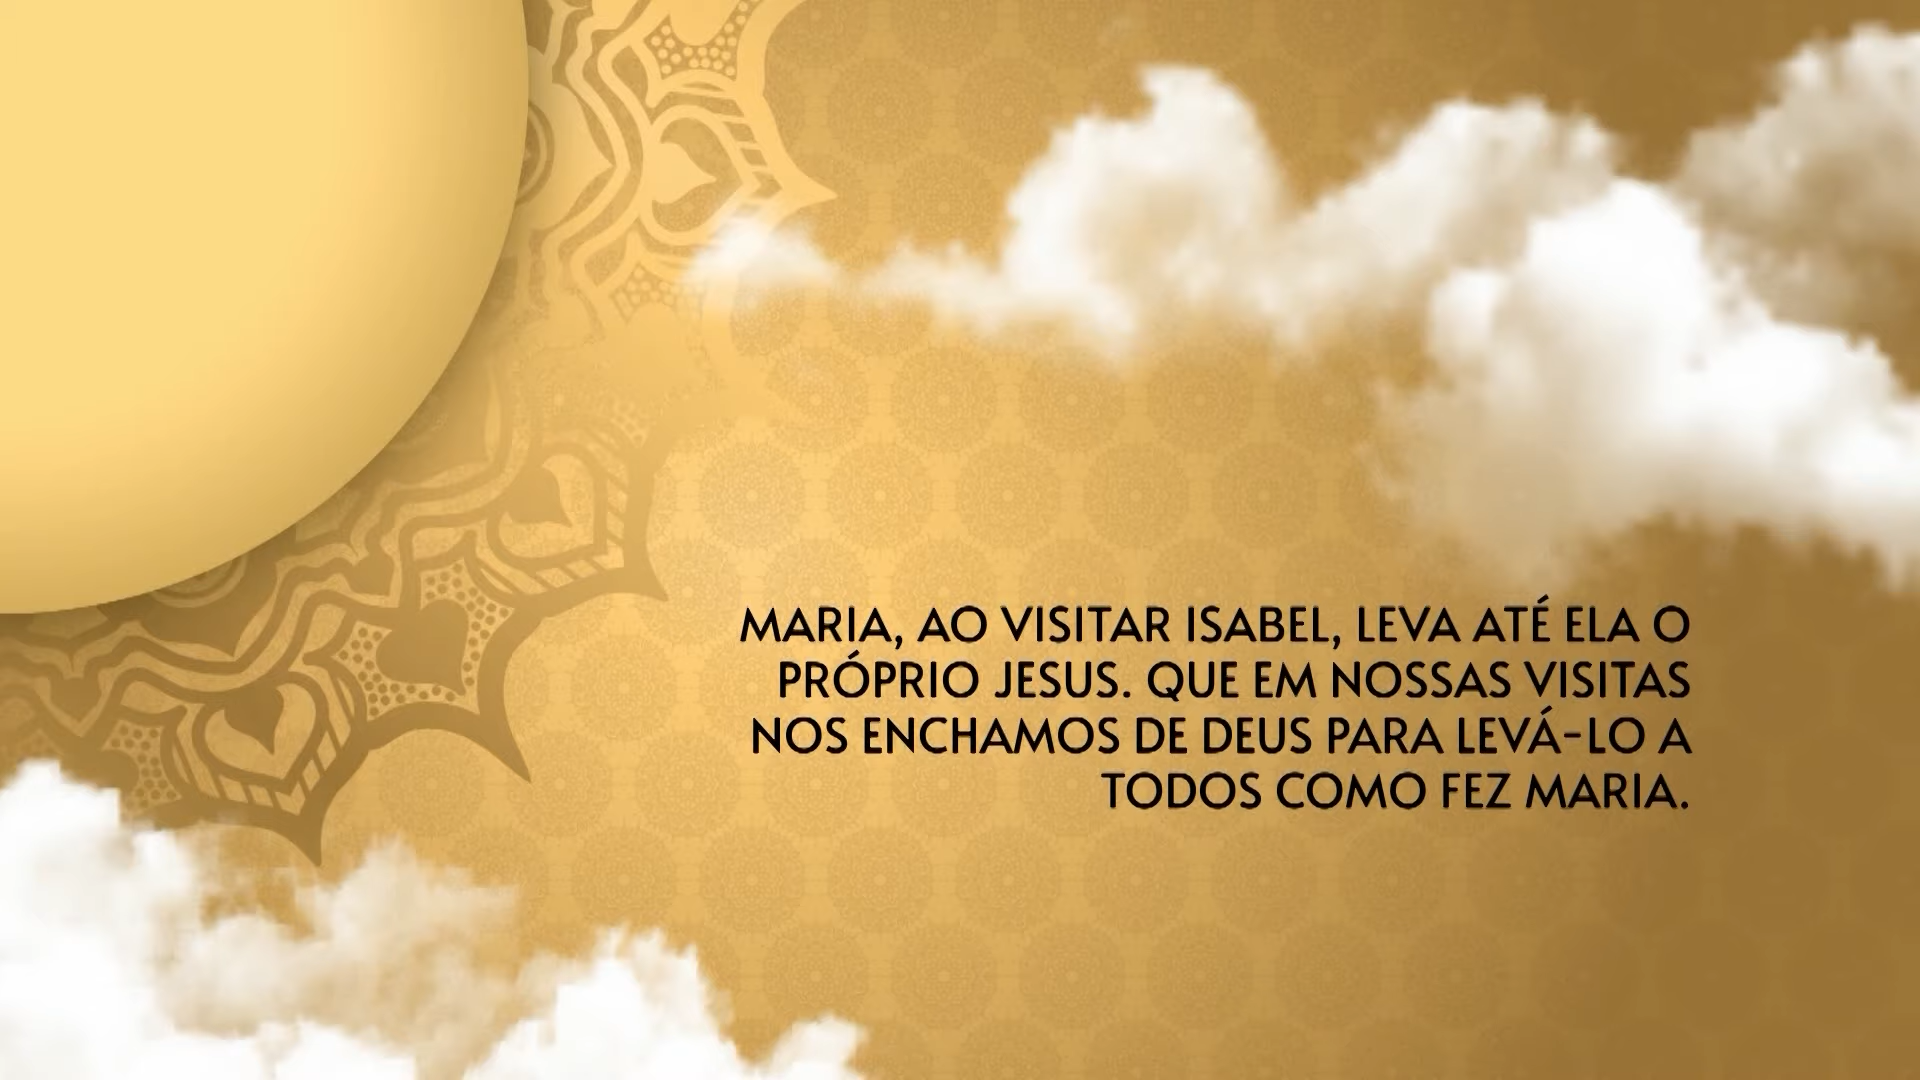 MARIA, AO VISITAR ISABEL, LEVA ATÉ ELA O
PRÓPRIO JESUS. QUE EM NOSSAS VISITAS
NOS ENCHAMOS DE DEUS PARA LEVÁ-LO A
TODOS COMO FEZ MARIA.